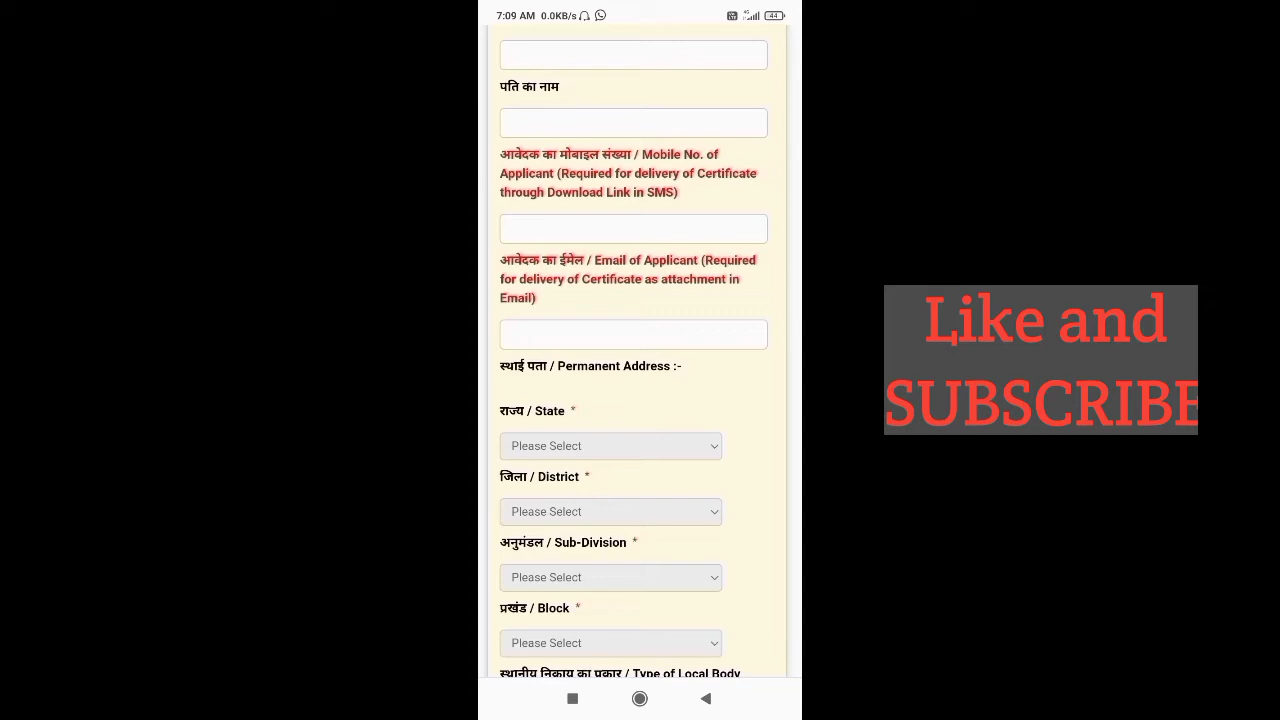 7:09 AM 0.0KB/s
4G
44
पति का नाम
आवेदक का मोबाइल संख्या / Mobile No. of
Applicant (Required for delivery of Certificate
through Download Link in SMS)
आवेदक का ईमेल / Email of Applicant (Required
for delivery of Certificate as attachment in
Email)
स्थाई पता / Permanent Address :-
राज्य / State *
Please Select
जिला / District *
Please Select
अनुमंडल / Sub-Division *
Please Select
प्रखंड / Block *
Please Select
स्थानीय निकाय का प्रकार / Type of Local Body
Like and
SUBSCRIBE